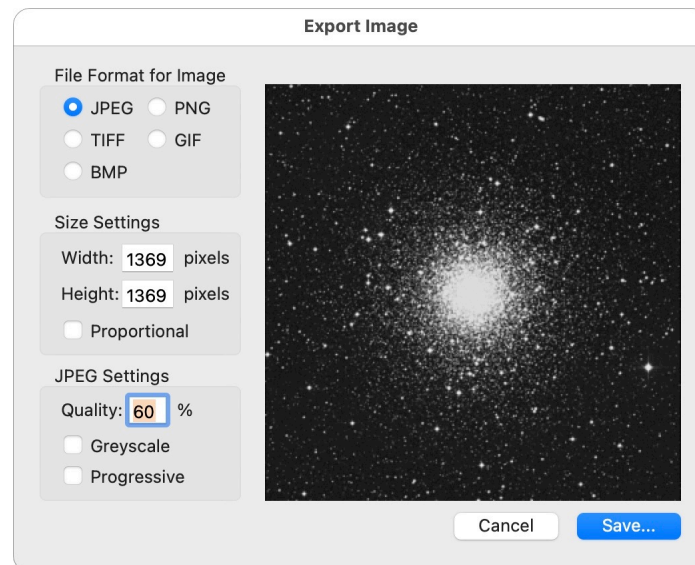 Export Image
File Format for Image
JPEG PNG
TIFF GIF
BMP
Size Settings
Width: 1369 pixels
Height: 1369 pixels
Proportional
JPEG Settings
Quality: 60 %
Greyscale
Progressive
Cancel Save...